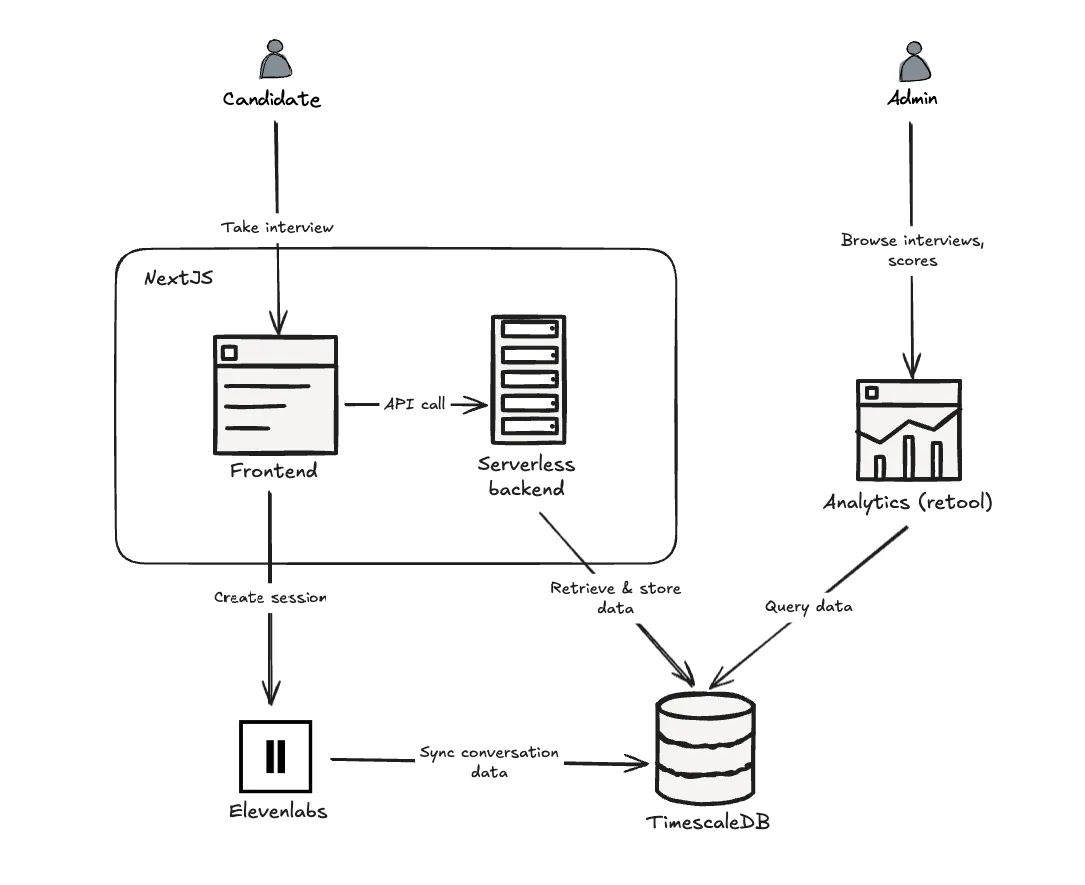 Candidate
Admin
Take interview
Browse interviews,
scores
NextJS
API call
Frontend
Serverless
backend
Analytics (retool)
Create session
Retrieve & store
data
Query data
Sync conversation
data
Elevenlabs
TimescaleDB